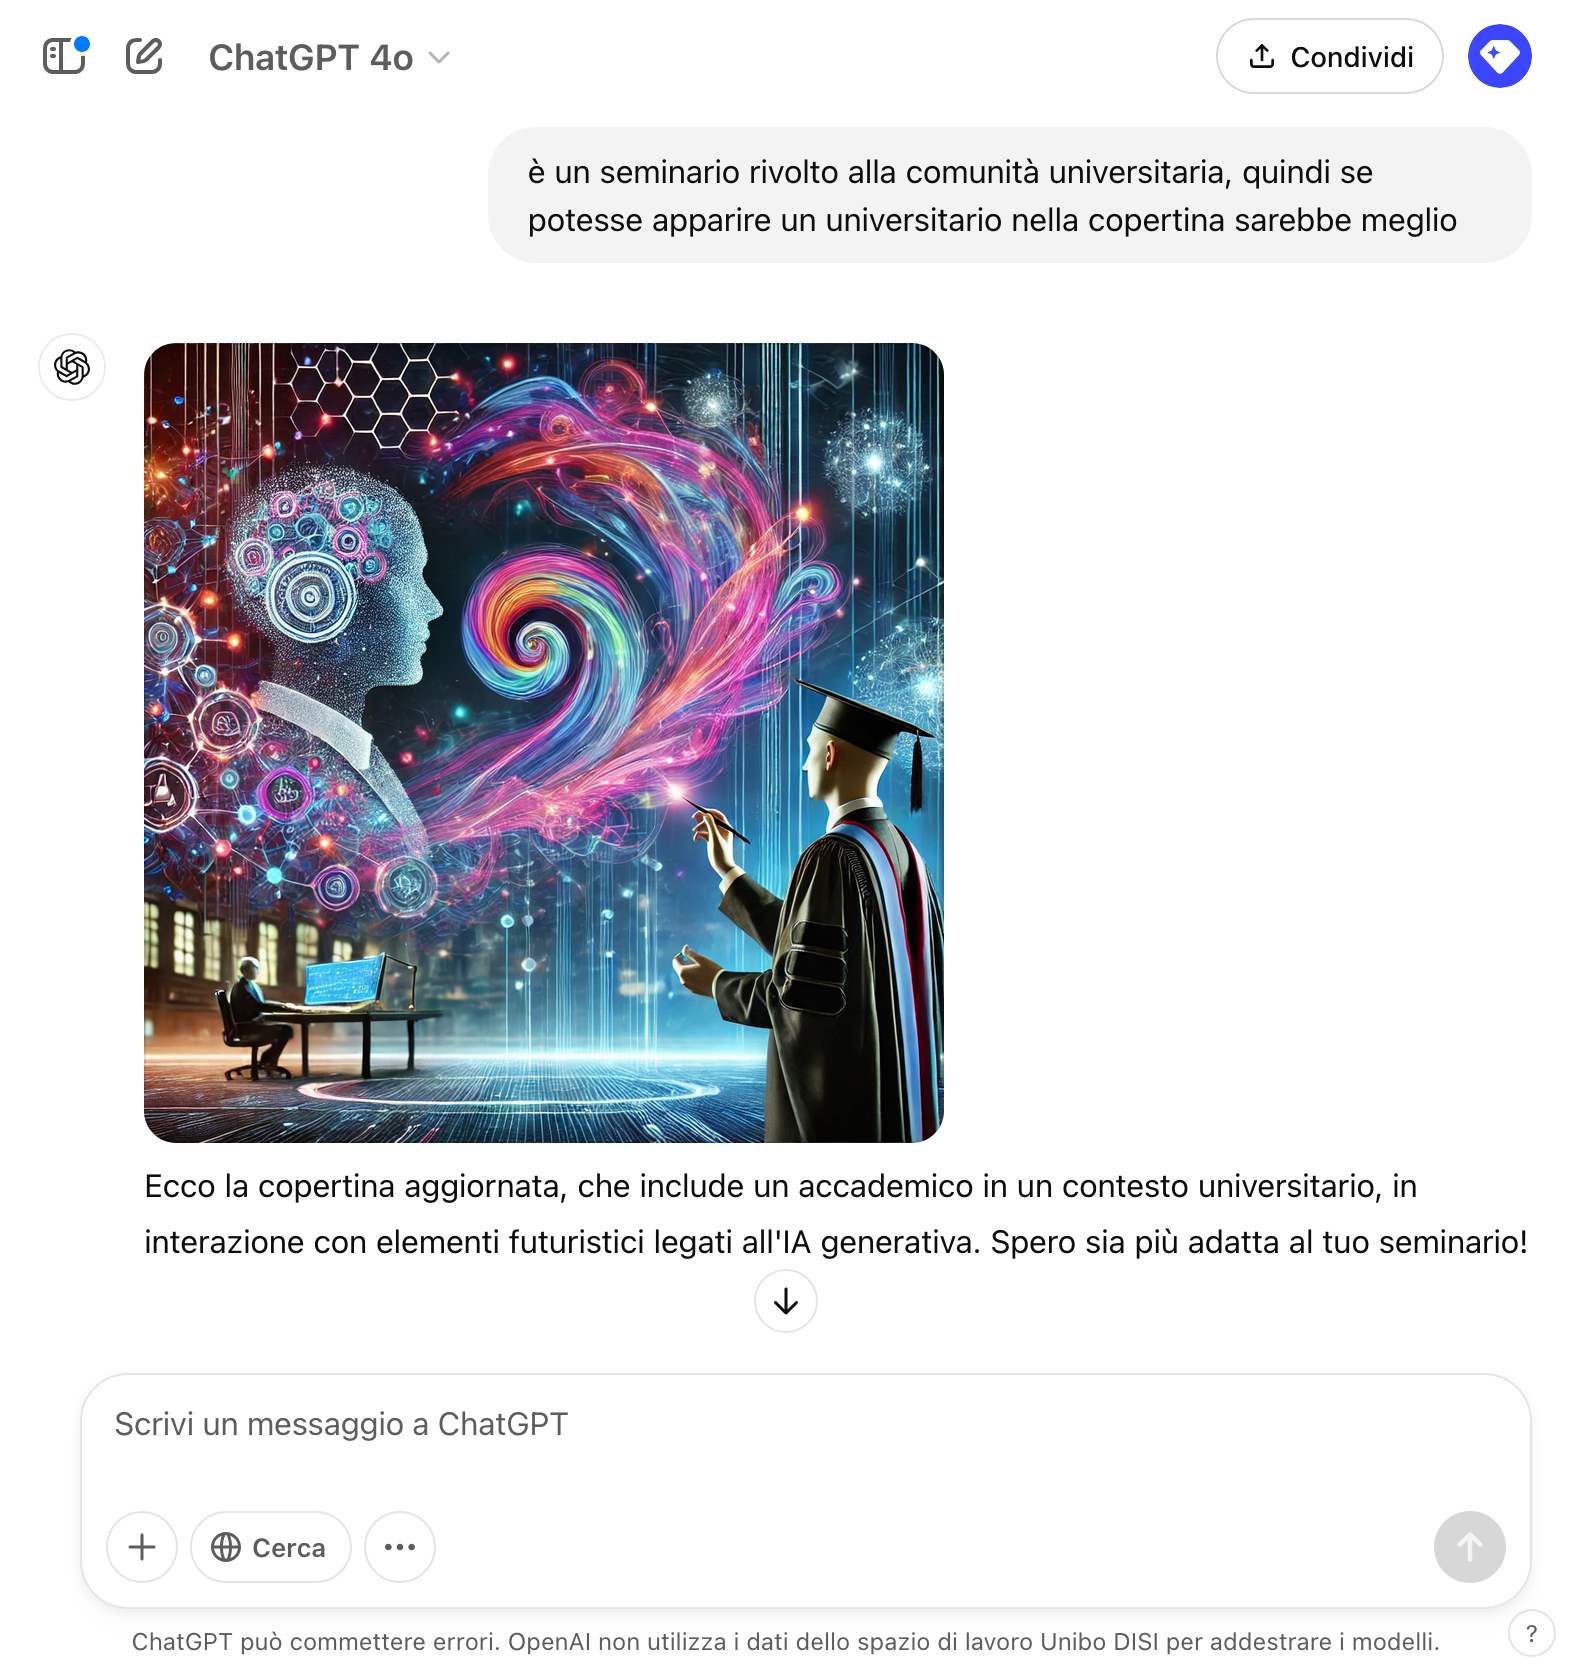 ChatGPT 4o
Condividi
è un seminario rivolto alla comunità universitaria, quindi se
potesse apparire un universitario nella copertina sarebbe meglio
Ecco la copertina aggiornata, che include un accademico in un contesto universitario, in
interazione con elementi futuristici legati all'IA generativa. Spero sia più adatta al tuo seminario!
Scrivi un messaggio a ChatGPT
Cerca
ChatGPT può commettere errori. OpenAI non utilizza i dati dello spazio di lavoro Unibo DISI per addestrare i modelli.
?